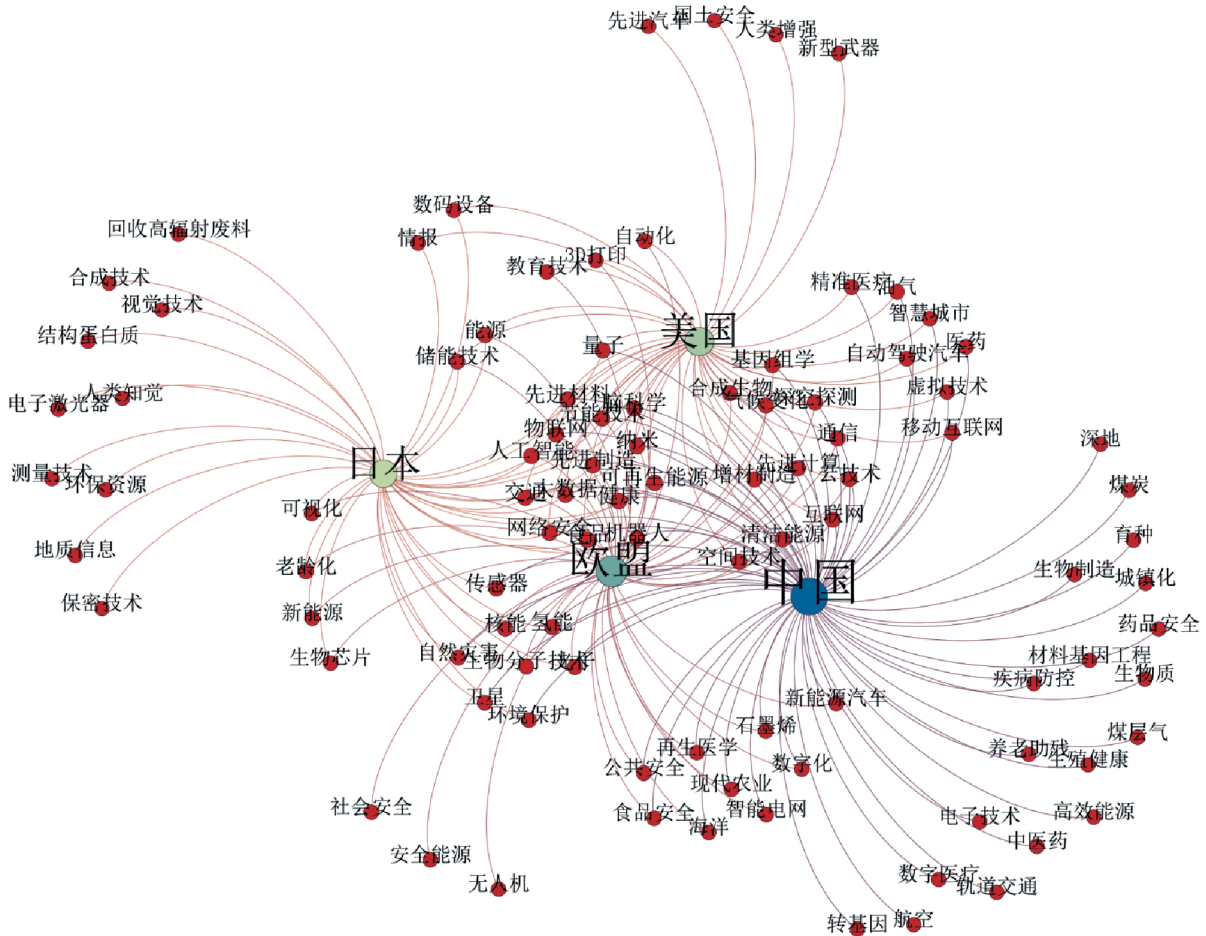 先进汽车
国土安全
人类增强
新型武器
数码设备
回收高辐射废料
情报
自动化
3D打印
教育技术
合成技术
视觉技术
精准医疗
油气
智慧城市
结构蛋白质
能源
美国
量子
储能技术
基因组学
自动驾驶汽车
医药
人类知觉
电子激光器
先进材料
脑科学
合成生物
气候变化
深空探测
虚拟技术
节能技术
物联网
纳米
通信
移动互联网
深地
人工智能
先进制造
日本
测量技术
环保资源
可再生能源
增材制造
先进计算
云技术
煤炭
交通
大数据
健康
可视化
互联网
网络安全
食品
机器人
清洁能源
育种
地质信息
老龄化
欧盟
空间技术
中国
传感器
生物制造
城镇化
保密技术
新能源
核能
氢能
药品安全
生物芯片
自然灾害
生物分子技术
材料基因工程
疾病防控
生物质
卫星
环境保护
新能源汽车
石墨烯
煤层气
再生医学
养老助残
生殖健康
公共安全
数字化
现代农业
社会安全
食品安全
海洋
智能电网
电子技术
高效能源
中医药
安全能源
无人机
数字医疗
轨道交通
转基因
航空